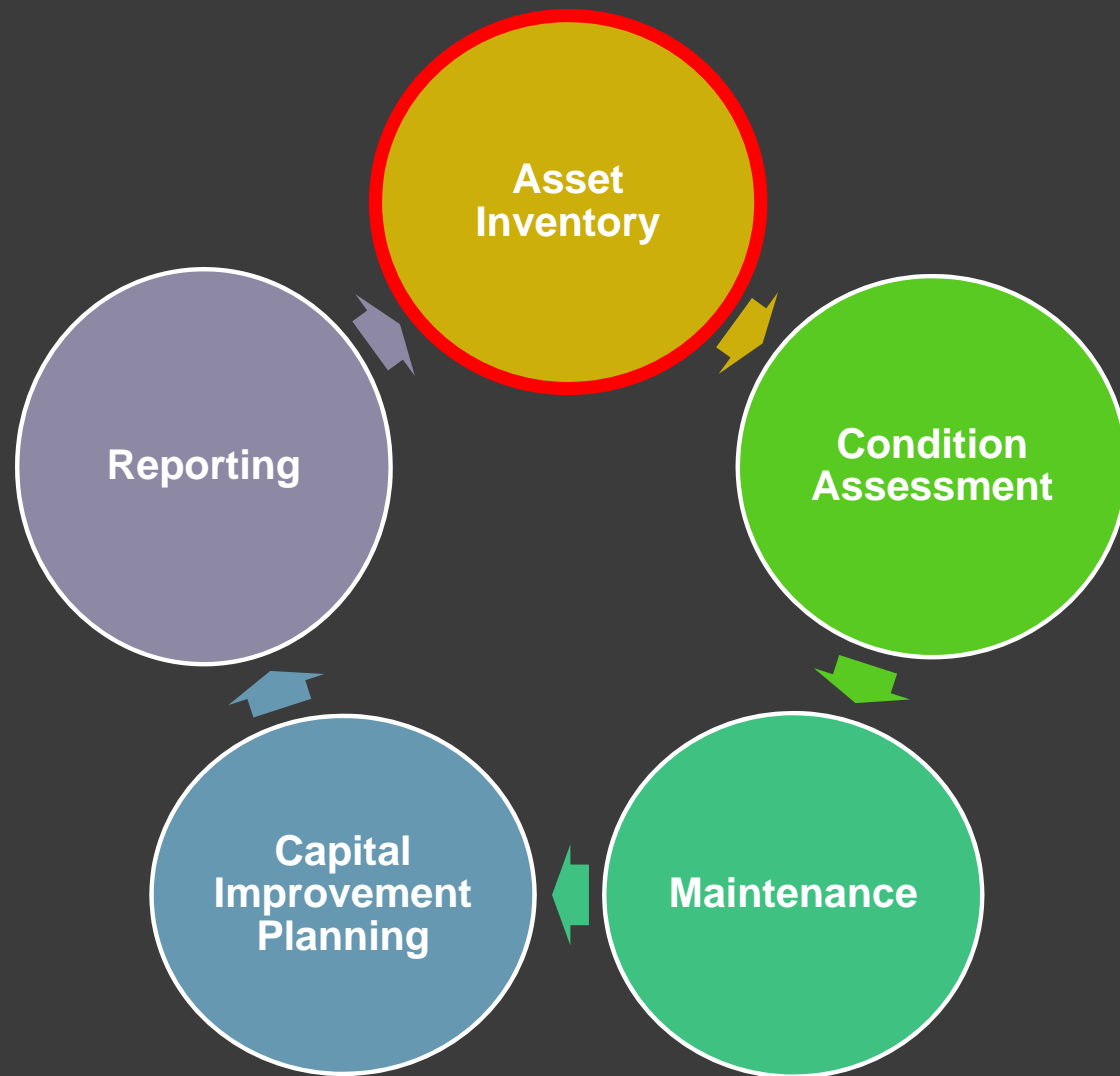 Asset
Inventory
Condition
Assessment
Maintenance
Capital
Improvement
Planning
Reporting